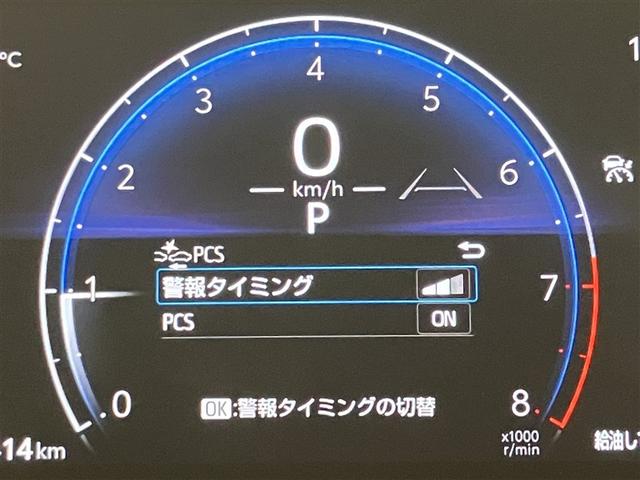 ℃
1
4
3
5
0
2
6
km/h
P
PCS
警報タイミング
1
7
PCS
ON
.0
8.
OK:警報タイミングの切替
x1000
r/min
14km
給油し